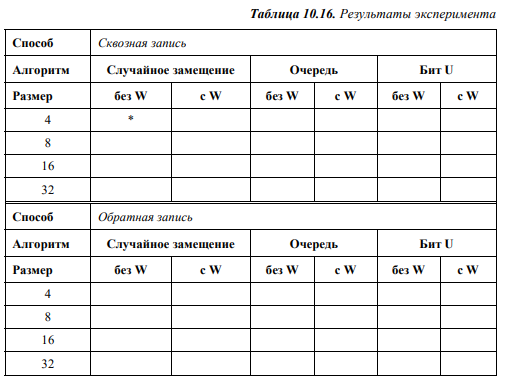 Таблица 10.16. Результаты эксперимента
Способ Сквозная запись
Алгоритм Случайное замещение Очередь Бит U
Размер без W с W без W с W без W с W
4 *
8
16
32
Способ Обратная запись
Алгоритм Случайное замещение Очередь Бит U
Размер без W с W без W с W без W с W
4
8
16
32